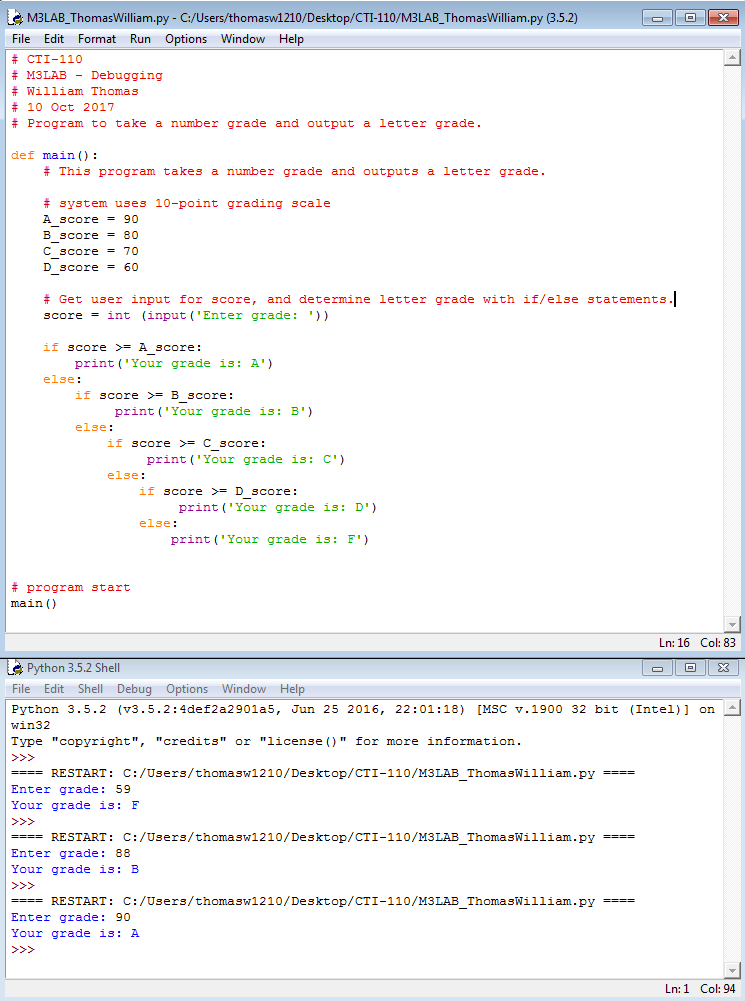 M3LAB_ThomasWilliam.py - C:/Users/thomasw1210/Desktop/CTI-110/M3LAB_ThomasWilliam.py (3.5.2)
File Edit Format Run Options Window Help
# CTI-110
# M3LAB - Debugging
# William Thomas
# 10 Oct 2017
# Program to take a number grade and output a letter grade.
def main():
    # This program takes a number grade and outputs a letter grade.
    # system uses 10-point grading scale
    A_score = 90
    B_score = 80
    C_score = 70
    D_score = 60
    # Get user input for score, and determine letter grade with if/else statements.
    score = int (input('Enter grade: '))
    if score >= A_score:
        print('Your grade is: A')
    else:
        if score >= B_score:
             print('Your grade is: B')
        else:
            if score >= C_score:
                 print('Your grade is: C')
            else:
                if score >= D_score:
                     print('Your grade is: D')
                else:
                    print('Your grade is: F')
# program start
main()
Ln: 16 Col: 83
Python 3.5.2 Shell
File Edit Shell Debug Options Window Help
Python 3.5.2 (v3.5.2:4def2a2901a5, Jun 25 2016, 22:01:18) [MSC v.1900 32 bit (Intel)] on
win32
Type "copyright", "credits" or "license()" for more information.
>>>
==== RESTART: C:/Users/thomasw1210/Desktop/CTI-110/M3LAB_ThomasWilliam.py ====
Enter grade: 59
Your grade is: F
>>>
==== RESTART: C:/Users/thomasw1210/Desktop/CTI-110/M3LAB_ThomasWilliam.py ====
Enter grade: 88
Your grade is: B
>>>
==== RESTART: C:/Users/thomasw1210/Desktop/CTI-110/M3LAB_ThomasWilliam.py ====
Enter grade: 90
Your grade is: A
>>>
Ln: 1 Col: 94